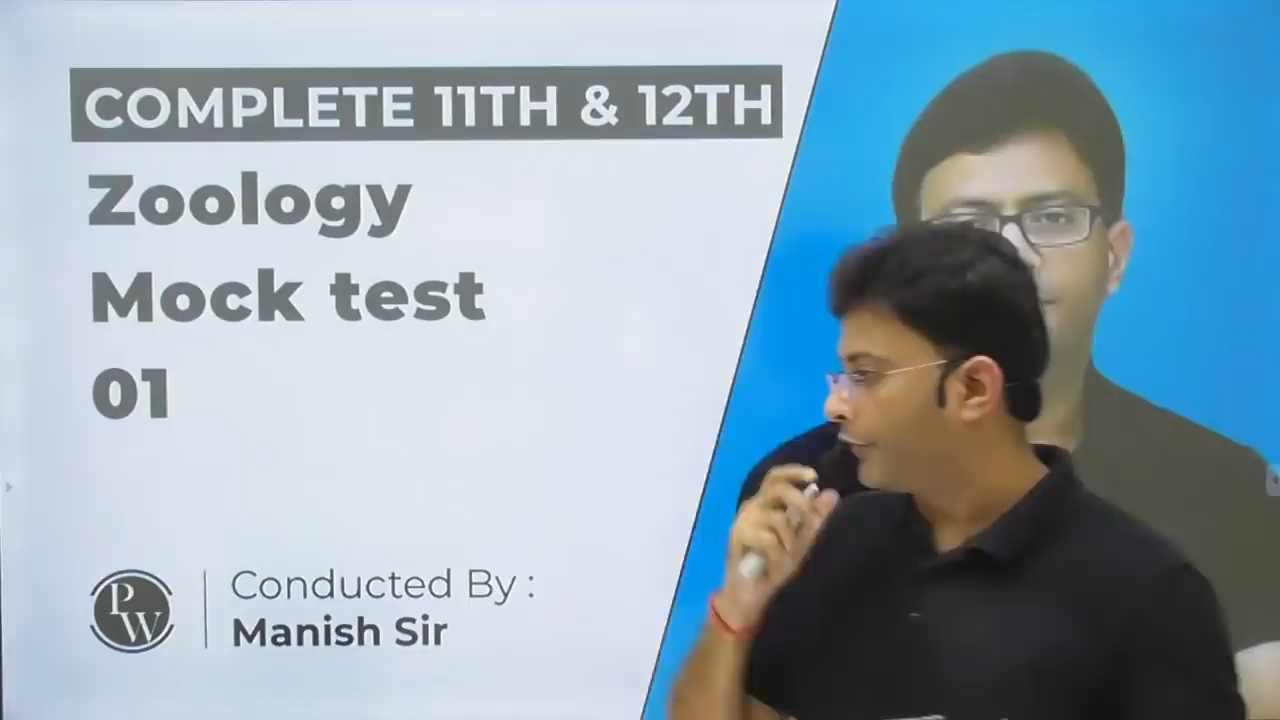 COMPLETE 11TH & 12TH
Zoology
Mock test
01
PW
Conducted By :
Manish Sir